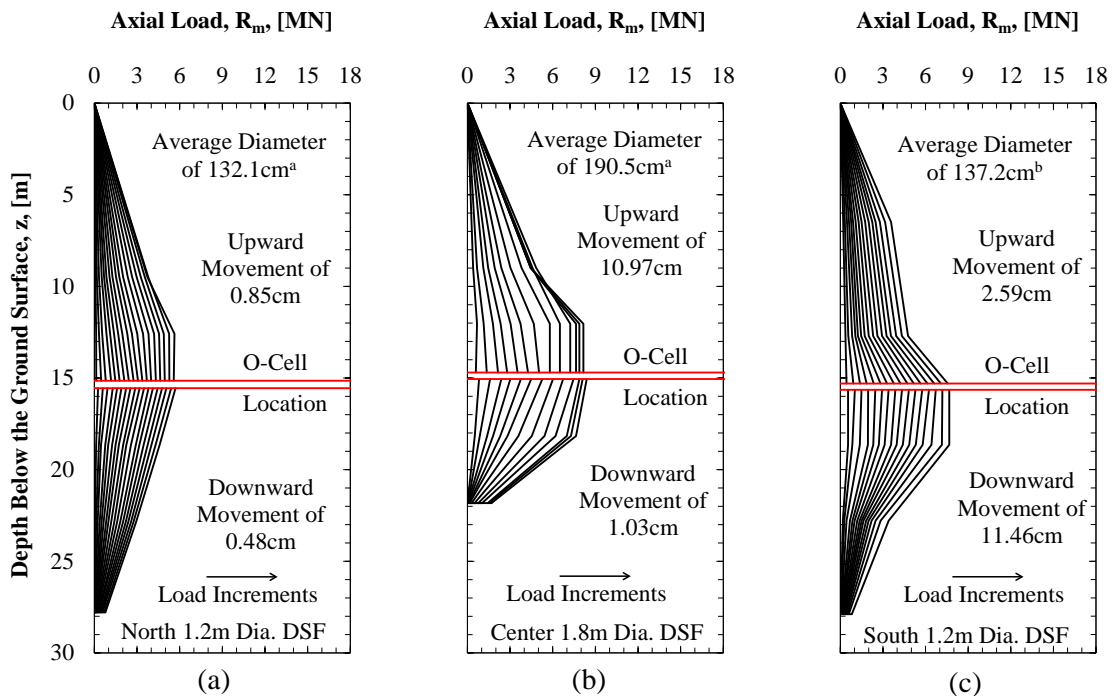 Axial Load, Rm, [MN]
0 3 6 9 12 15 18
Depth Below the Ground Surface, z, [m]
0
5
10
15
20
25
30
Average Diameter
of 132.1cmᵃ
Upward
Movement of
0.85cm
O-Cell
Location
Downward
Movement of
0.48cm
Load Increments
North 1.2m Dia. DSF
(a)
Axial Load, Rm, [MN]
0 3 6 9 12 15 18
Average Diameter
of 190.5cmᵃ
Upward
Movement of
10.97cm
O-Cell
Location
Downward
Movement of
1.03cm
Load Increments
Center 1.8m Dia. DSF
(b)
Axial Load, Rm, [MN]
0 3 6 9 12 15 18
Average Diameter
of 137.2cmᵇ
Upward
Movement of
2.59cm
O-Cell
Location
Downward
Movement of
11.46cm
Load Increments
South 1.2m Dia. DSF
(c)